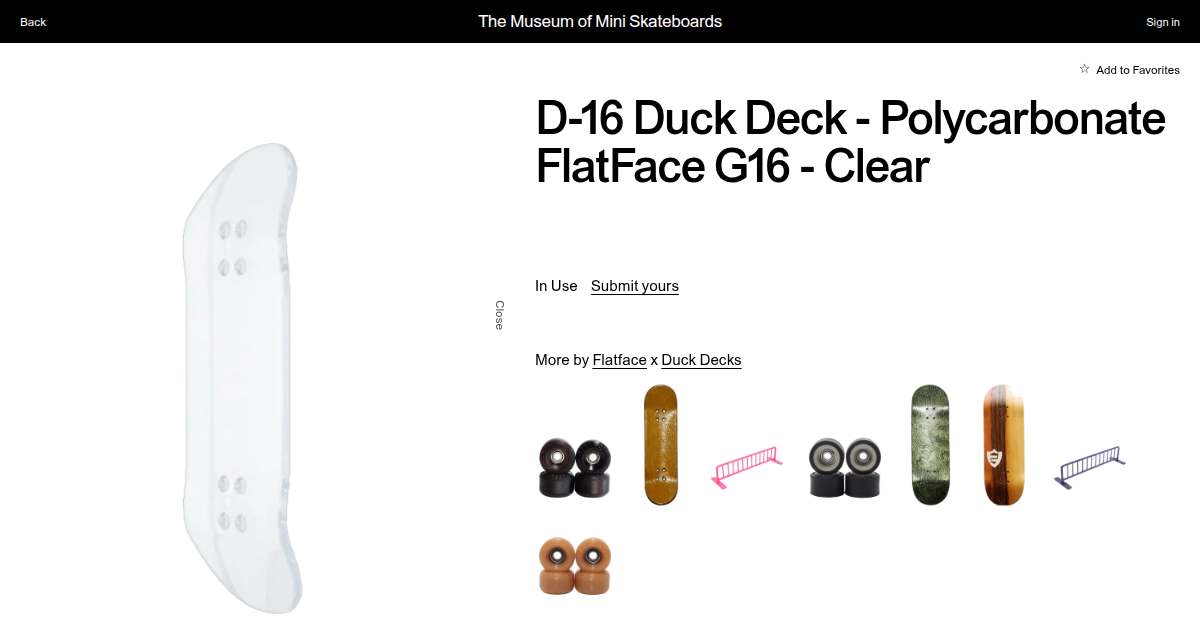 Back
The Museum of Mini Skateboards
Sign in
☆ Add to Favorites
D-16 Duck Deck - Polycarbonate
FlatFace G16 - Clear
In Use Submit yours
Close
More by Flatface x Duck Decks